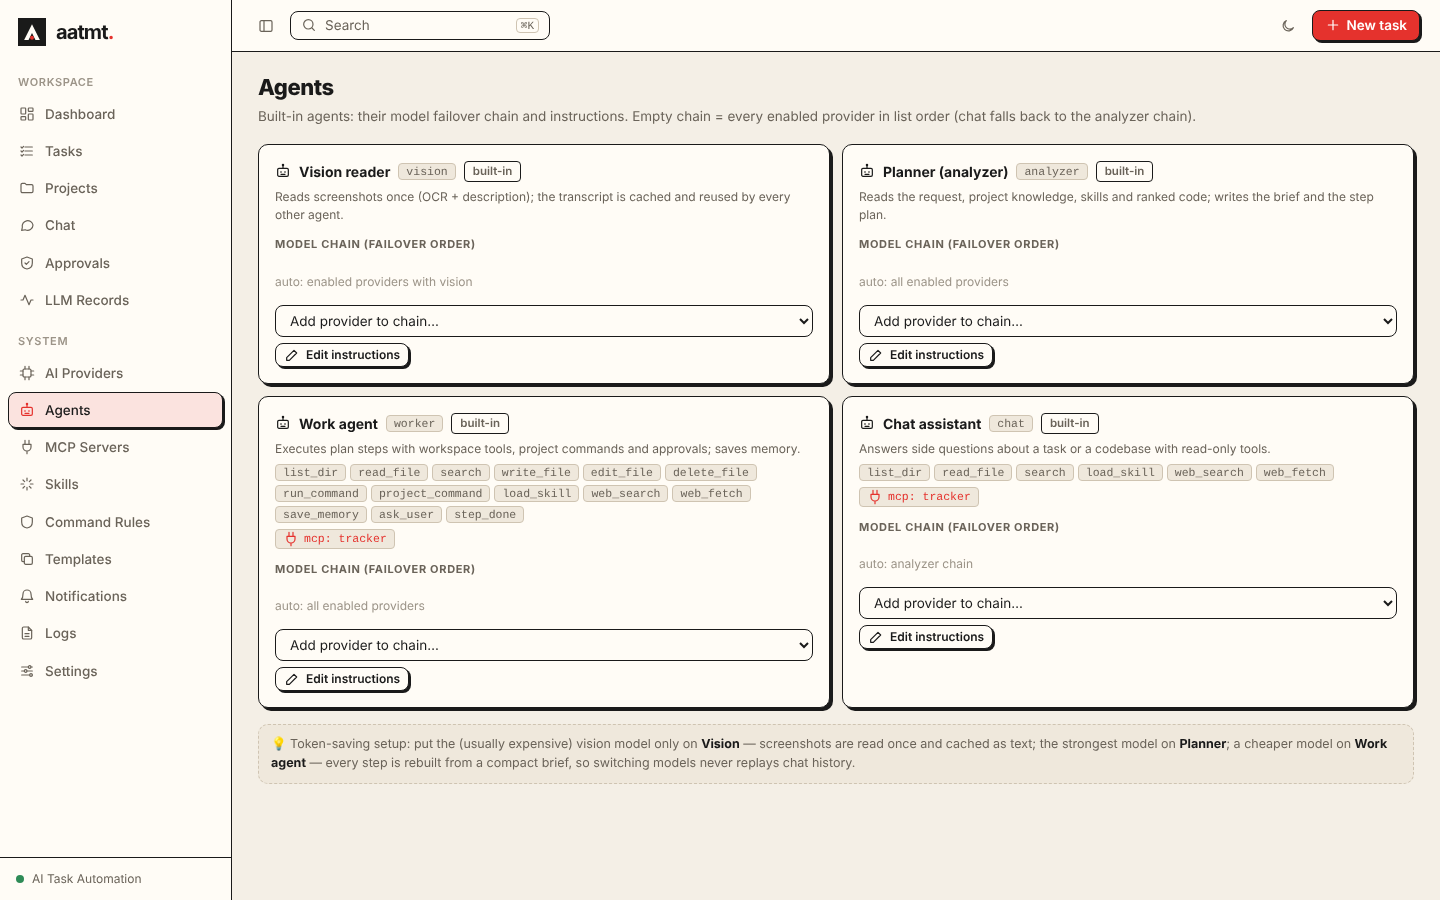 aatmt.
Search
⌘K
New task
WORKSPACE
Dashboard
Tasks
Projects
Chat
Approvals
LLM Records
SYSTEM
AI Providers
Agents
MCP Servers
Skills
Command Rules
Templates
Notifications
Logs
Settings
AI Task Automation
Agents
Built-in agents: their model failover chain and instructions. Empty chain = every enabled provider in list order (chat falls back to the analyzer chain).
Vision reader vision built-in
Reads screenshots once (OCR + description); the transcript is cached and reused by every
other agent.
MODEL CHAIN (FAILOVER ORDER)
auto: enabled providers with vision
Add provider to chain...
Edit instructions
Planner (analyzer) analyzer built-in
Reads the request, project knowledge, skills and ranked code; writes the brief and the step
plan.
MODEL CHAIN (FAILOVER ORDER)
auto: all enabled providers
Add provider to chain...
Edit instructions
Work agent worker built-in
Executes plan steps with workspace tools, project commands and approvals; saves memory.
list_dir read_file search write_file edit_file delete_file
run_command project_command load_skill web_search web_fetch
save_memory ask_user step_done
mcp: tracker
MODEL CHAIN (FAILOVER ORDER)
auto: all enabled providers
Add provider to chain...
Edit instructions
Chat assistant chat built-in
Answers side questions about a task or a codebase with read-only tools.
list_dir read_file search load_skill web_search web_fetch
mcp: tracker
MODEL CHAIN (FAILOVER ORDER)
auto: analyzer chain
Add provider to chain...
Edit instructions
💡 Token-saving setup: put the (usually expensive) vision model only on Vision — screenshots are read once and cached as text; the strongest model on Planner; a cheaper model on Work
agent — every step is rebuilt from a compact brief, so switching models never replays chat history.